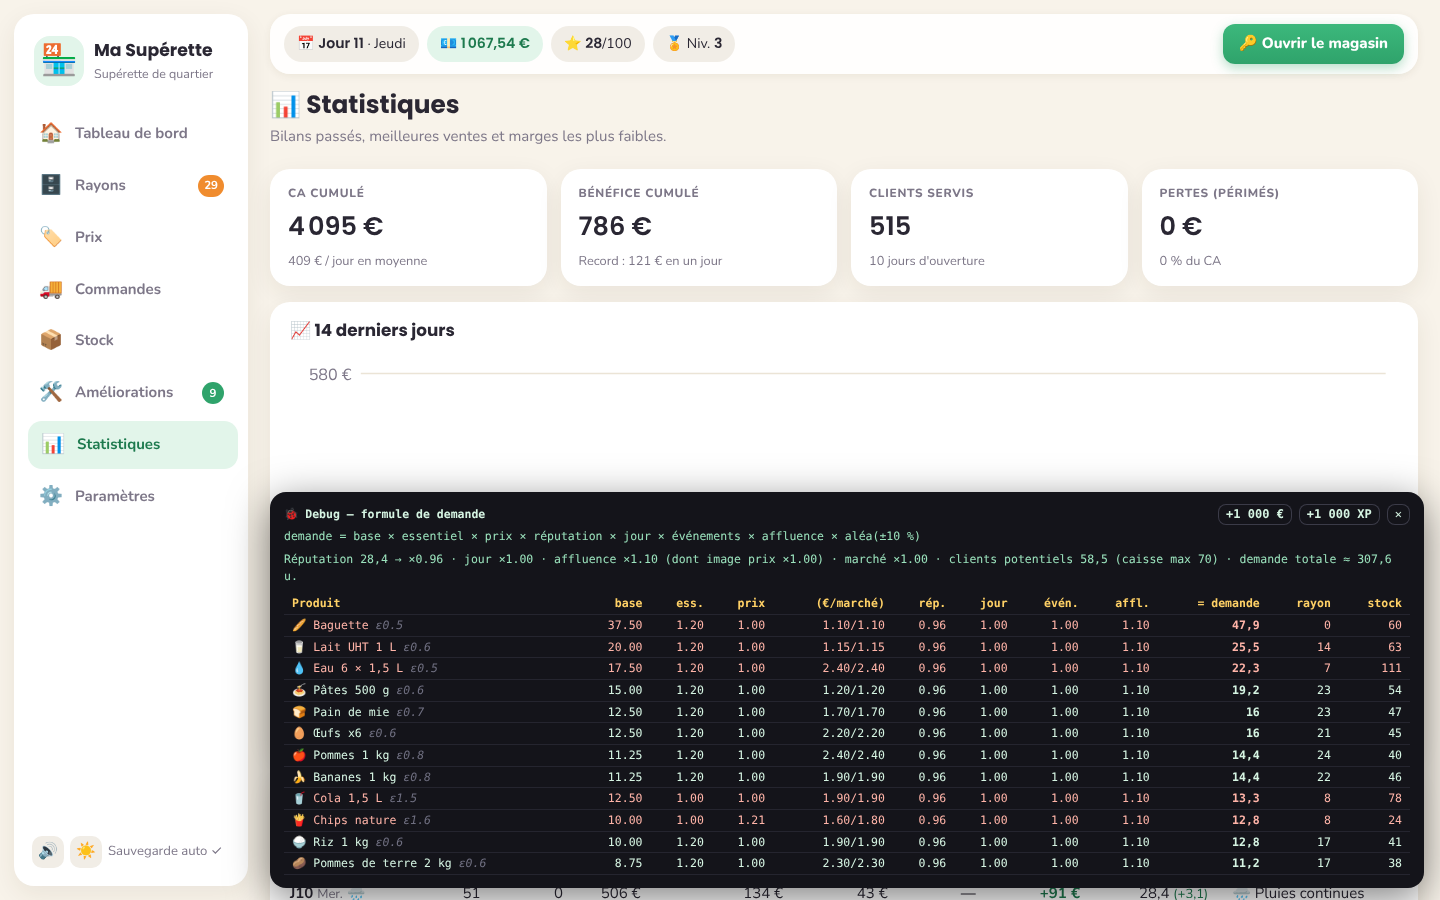 Ma Supérette
Supérette de quartier
Tableau de bord
Rayons 29
Prix
Commandes
Stock
Améliorations 9
Statistiques
Paramètres
Sauvegarde auto ✓
Jour 11 · Jeudi
1 067,54 €
28/100
Niv. 3
Ouvrir le magasin
Statistiques
Bilans passés, meilleures ventes et marges les plus faibles.
CA CUMULÉ
4 095 €
409 € / jour en moyenne
BÉNÉFICE CUMULÉ
786 €
Record : 121 € en un jour
CLIENTS SERVIS
515
10 jours d'ouverture
PERTES (PÉRIMÉS)
0 €
0 % du CA
14 derniers jours
580 €
Debug — formule de demande +1 000 € +1 000 XP ×
demande = base × essentiel × prix × réputation × jour × événements × affluence × aléa(±10 %)
Réputation 28,4 → ×0.96 · jour ×1.00 · affluence ×1.10 (dont image prix ×1.00) · marché ×1.00 · clients potentiels 58,5 (caisse max 70) · demande totale ≈ 307,6
u.
Produit base ess. prix (€/marché) rép. jour évén. affl. = demande rayon stock
Baguette ε0.5 37.50 1.20 1.00 1.10/1.10 0.96 1.00 1.00 1.10 47,9 0 60
Lait UHT 1 L ε0.6 20.00 1.20 1.00 1.15/1.15 0.96 1.00 1.00 1.10 25,5 14 63
Eau 6 × 1,5 L ε0.5 17.50 1.20 1.00 2.40/2.40 0.96 1.00 1.00 1.10 22,3 7 111
Pâtes 500 g ε0.6 15.00 1.20 1.00 1.20/1.20 0.96 1.00 1.00 1.10 19,2 23 54
Pain de mie ε0.7 12.50 1.20 1.00 1.70/1.70 0.96 1.00 1.00 1.10 16 23 47
Œufs x6 ε0.6 12.50 1.20 1.00 2.20/2.20 0.96 1.00 1.00 1.10 16 21 45
Pommes 1 kg ε0.8 11.25 1.20 1.00 2.40/2.40 0.96 1.00 1.00 1.10 14,4 24 40
Bananes 1 kg ε0.8 11.25 1.20 1.00 1.90/1.90 0.96 1.00 1.00 1.10 14,4 22 46
Cola 1,5 L ε1.5 12.50 1.00 1.00 1.90/1.90 0.96 1.00 1.00 1.10 13,3 8 78
Chips nature ε1.6 10.00 1.00 1.21 1.60/1.80 0.96 1.00 1.00 1.10 12,8 8 24
Riz 1 kg ε0.6 10.00 1.20 1.00 1.90/1.90 0.96 1.00 1.00 1.10 12,8 17 41
Pommes de terre 2 kg ε0.6 8.75 1.20 1.00 2.30/2.30 0.96 1.00 1.00 1.10 11,2 17 38
J10 Mer. 51 0 506 € 134 € 43 € — +91 € 28,4 (+3,1) Pluies continues